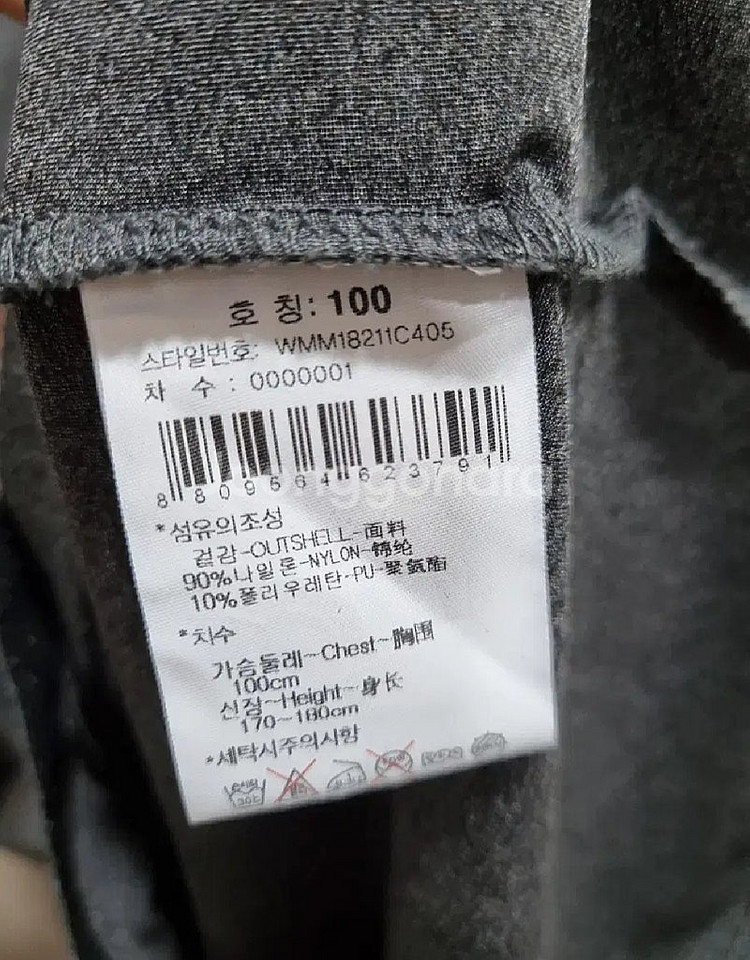 호 칭: 100
스타일번호: WMM18211C405
차 수 : 0000001
8809564623791
*섬유의조성
겉감-OUTSHELL-面料
90%나일론-NYLON-锦纶
10%폴리우레탄-PU-聚氨酯
*치수
가슴둘레~Chest~胸围
100cm
신장~Height~身长
170~180cm
*세탁시주의사항